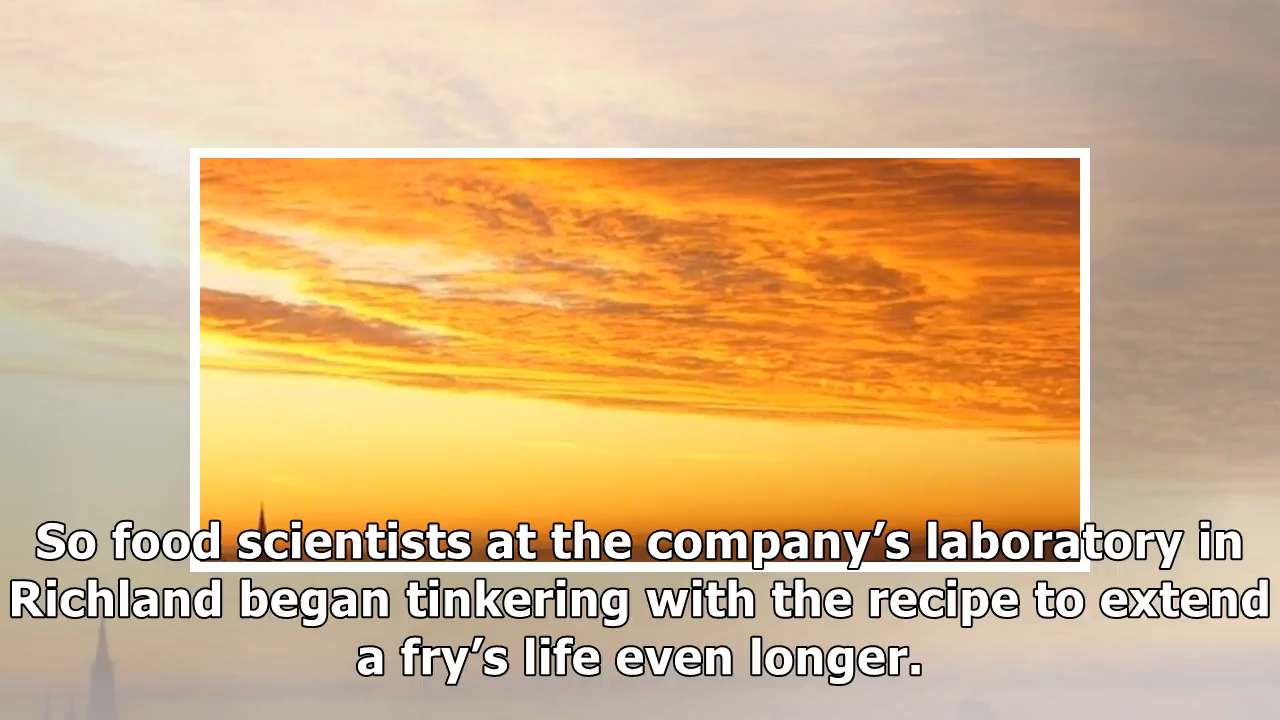 So food scientists at the company’s laboratory in
Richland began tinkering with the recipe to extend
a fry’s life even longer.